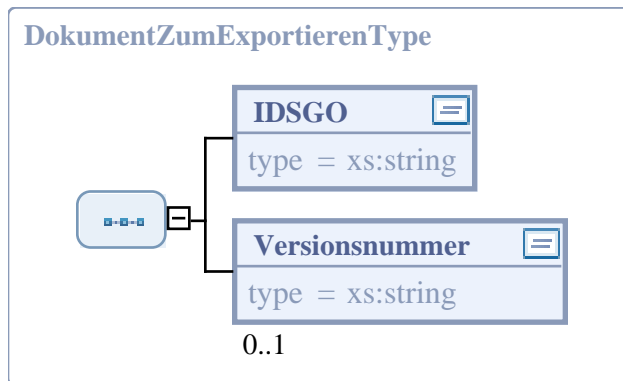 DokumentZumExportierenType
IDSGO
type = xs:string
Versionsnummer
type = xs:string
0..1